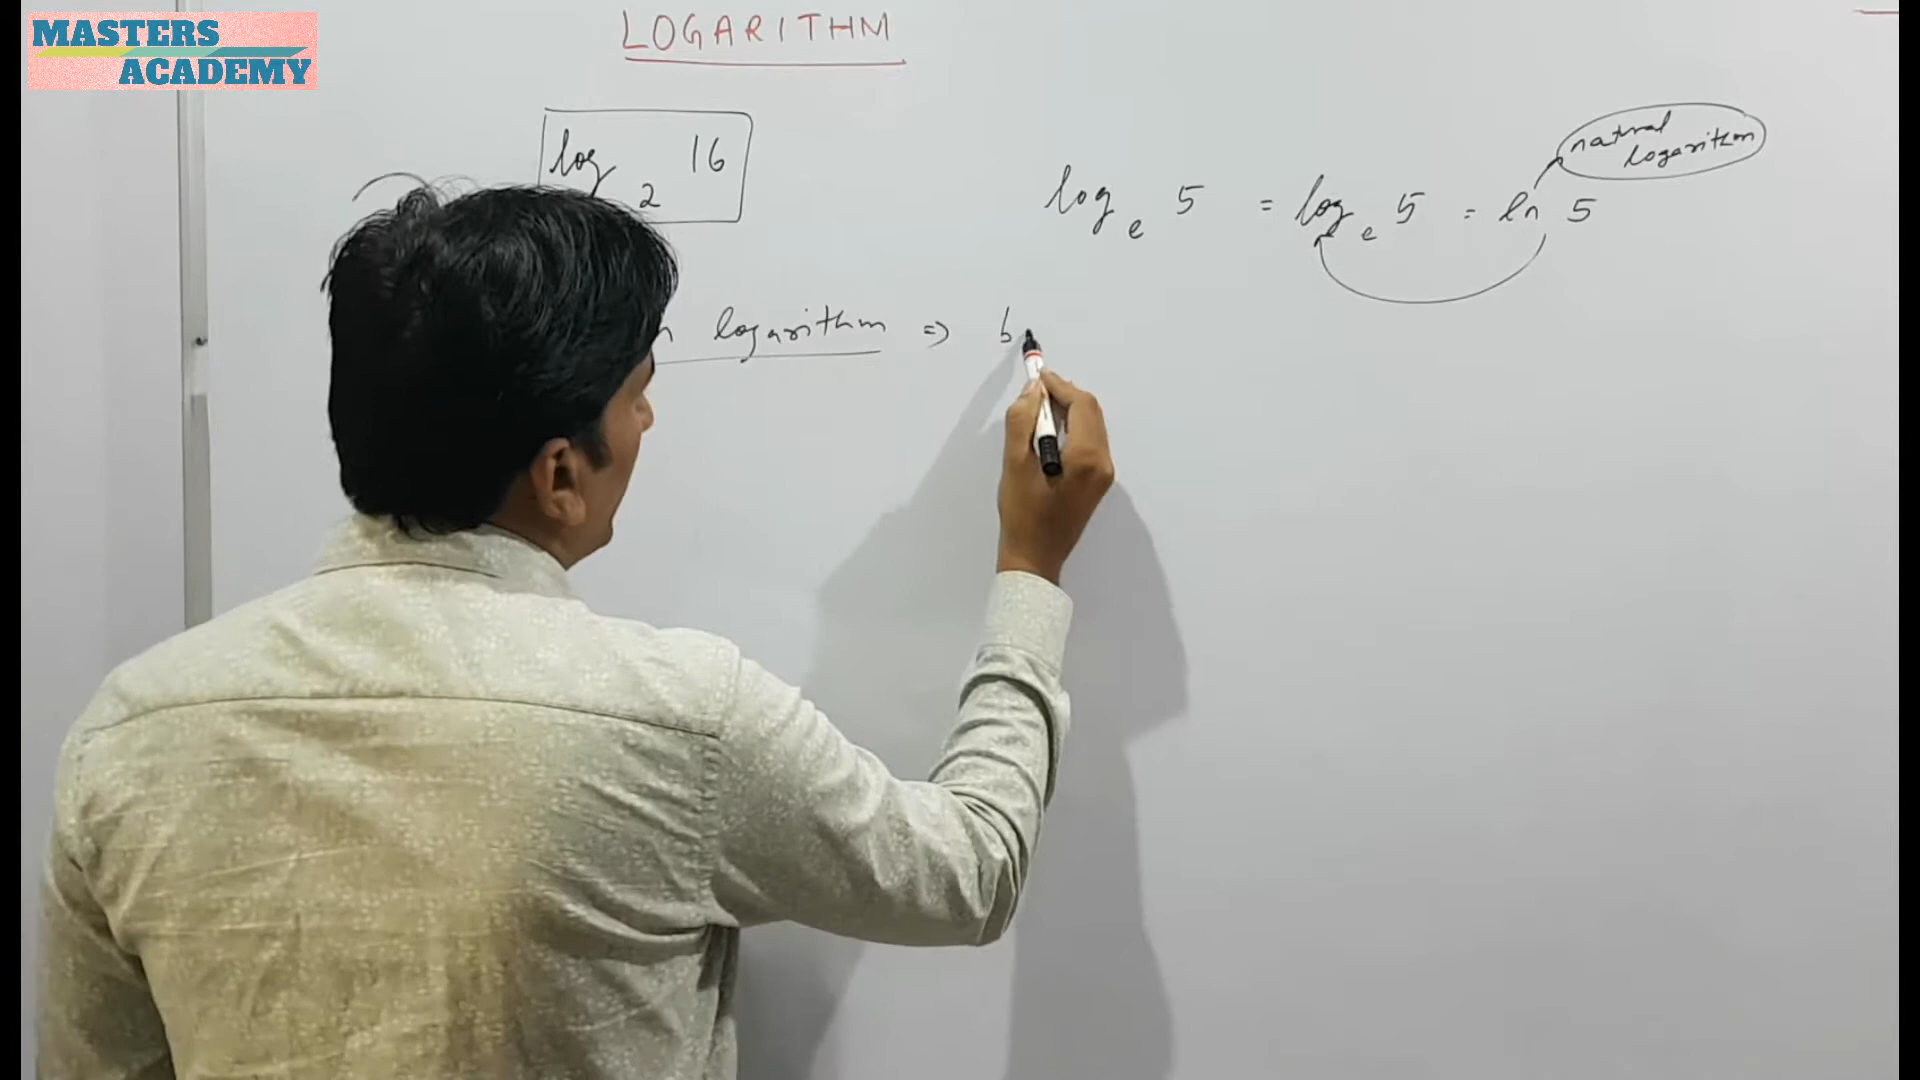 MASTERS
ACADEMY
LOGARITHM
log 2 16
natural
logarithm
log e 5 = log e 5 = ln 5
n logarithm => b